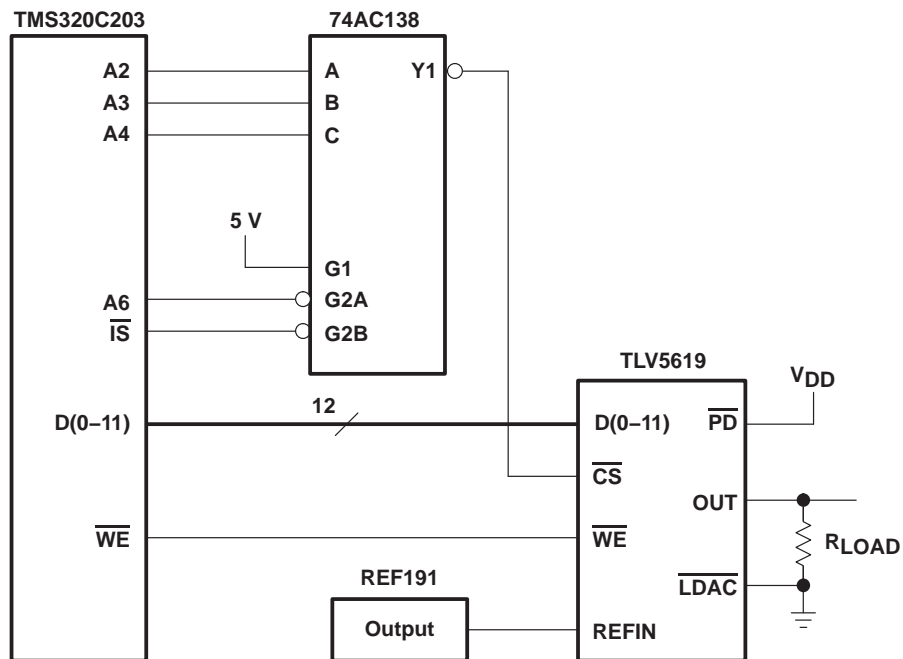 TMS320C203
74AC138
A2
A
Y1
A3
B
A4
C
5 V
G1
A6
G2A
IS
G2B
TLV5619
VDD
12
D(0–11)
D(0–11)
PD
CS
OUT
WE
WE
RLOAD
REF191
LDAC
Output
REFIN